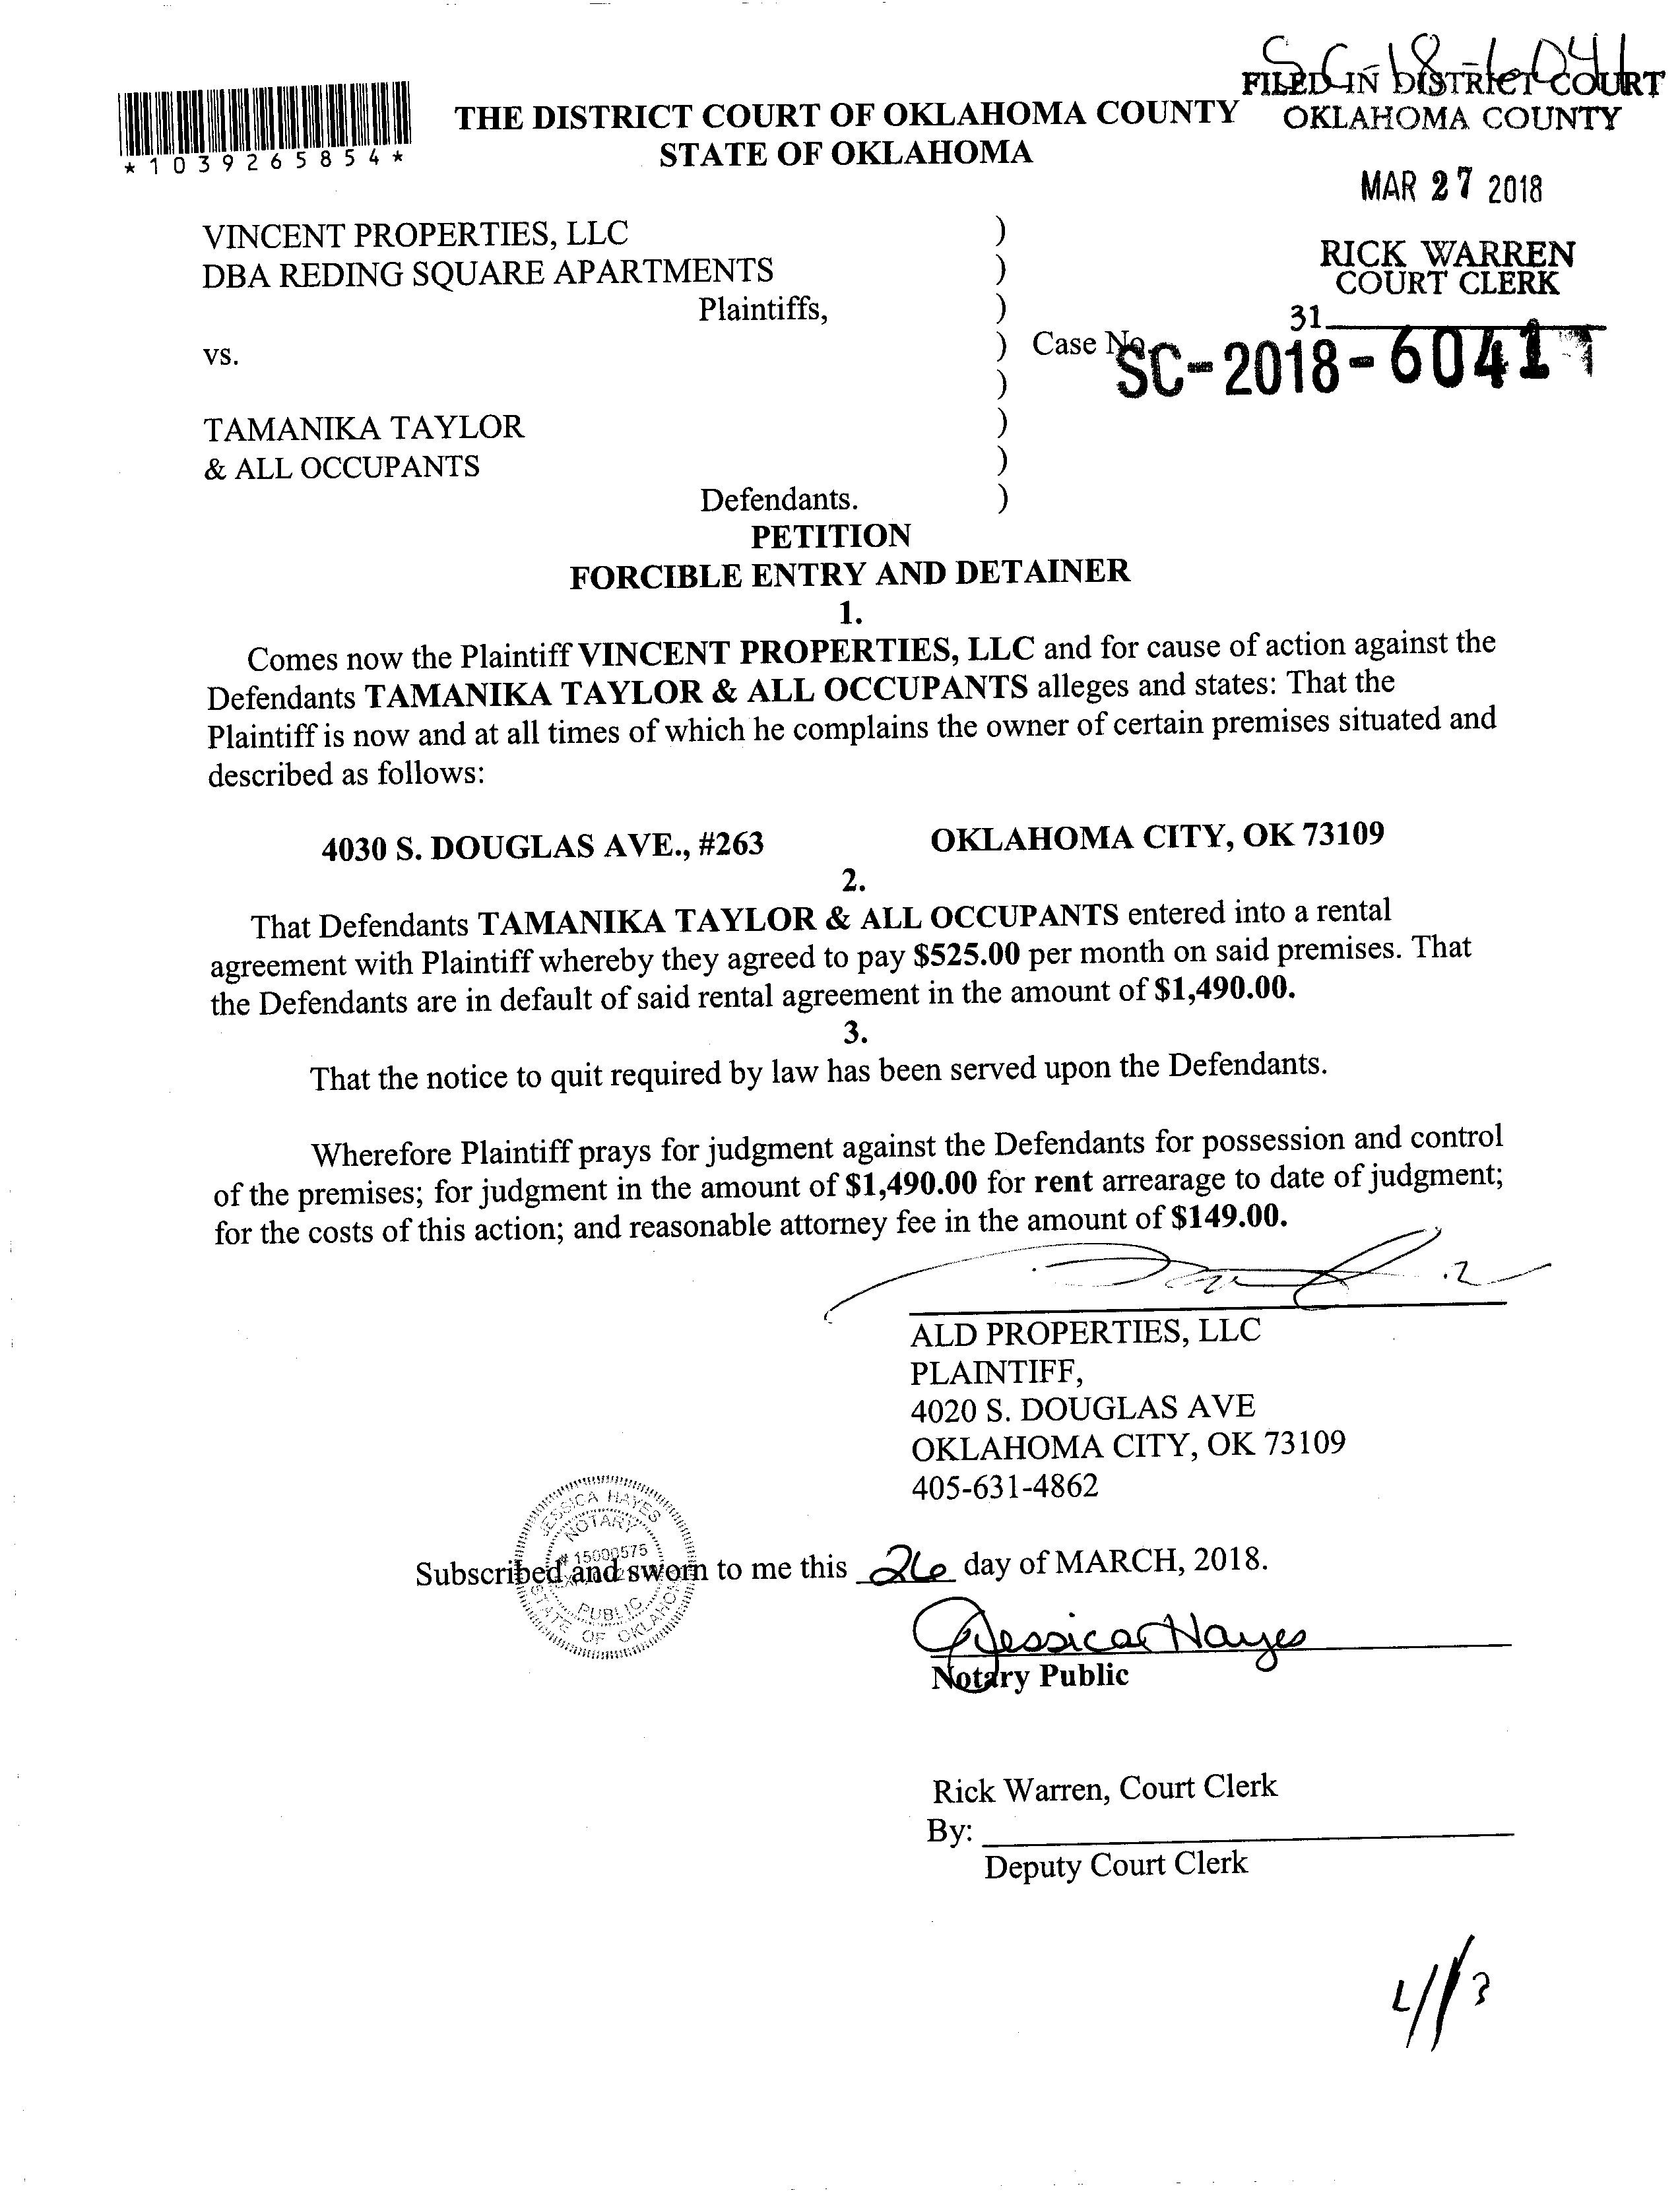 SC-18-6041
FILED IN DISTRICT COURT
OKLAHOMA COUNTY
MAR 27 2018
RICK WARREN
COURT CLERK
31
*1039265854*
THE DISTRICT COURT OF OKLAHOMA COUNTY
STATE OF OKLAHOMA
VINCENT PROPERTIES, LLC )
DBA REDING SQUARE APARTMENTS )
Plaintiffs, )
vs. ) Case No. SC-2018-6041
)
TAMANIKA TAYLOR )
& ALL OCCUPANTS )
Defendants. )
PETITION
FORCIBLE ENTRY AND DETAINER
1.
Comes now the Plaintiff VINCENT PROPERTIES, LLC and for cause of action against the
Defendants TAMANIKA TAYLOR & ALL OCCUPANTS alleges and states: That the
Plaintiff is now and at all times of which he complains the owner of certain premises situated and
described as follows:
4030 S. DOUGLAS AVE., #263 OKLAHOMA CITY, OK 73109
2.
That Defendants TAMANIKA TAYLOR & ALL OCCUPANTS entered into a rental
agreement with Plaintiff whereby they agreed to pay $525.00 per month on said premises. That
the Defendants are in default of said rental agreement in the amount of $1,490.00.
3.
That the notice to quit required by law has been served upon the Defendants.
Wherefore Plaintiff prays for judgment against the Defendants for possession and control
of the premises; for judgment in the amount of $1,490.00 for rent arrearage to date of judgment;
for the costs of this action; and reasonable attorney fee in the amount of $149.00.
ALD PROPERTIES, LLC
PLAINTIFF,
4020 S. DOUGLAS AVE
OKLAHOMA CITY, OK 73109
405-631-4862
JESSICA HAYES
NOTARY
# 15000575
PUBLIC
STATE OF OKLAHOMA
Subscribed and sworn to me this 26 day of MARCH, 2018.
Jessica Hayes
Notary Public
Rick Warren, Court Clerk
By:
Deputy Court Clerk
4/13